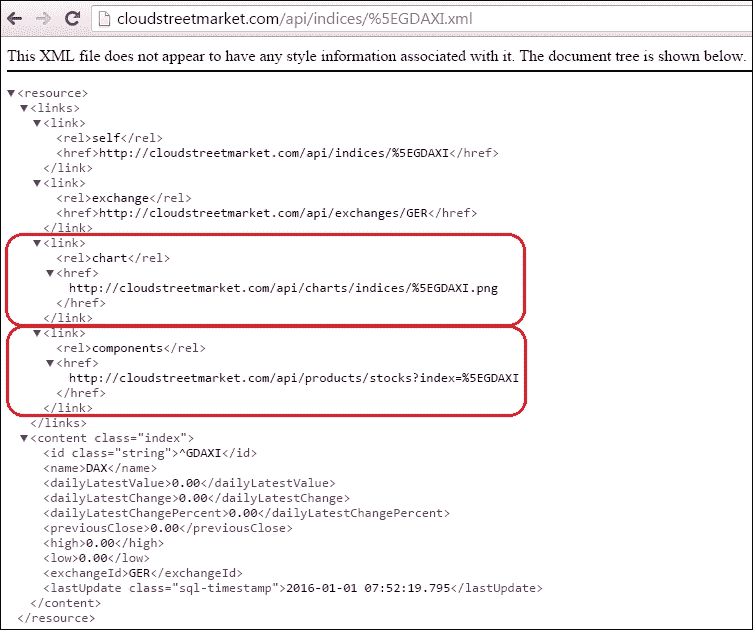 cloudstreetmarket.com/api/indices/%5EGDAXI.xml
This XML file does not appear to have any style information associated with it. The document tree is shown below.
▼<resource>
▼<links>
▼<link>
<rel>self</rel>
<href>http://cloudstreetmarket.com/api/indices/%5EGDAXI</href>
</link>
▼<link>
<rel>exchange</rel>
<href>http://cloudstreetmarket.com/api/exchanges/GER</href>
</link>
▼<link>
<rel>chart</rel>
▼<href>
http://cloudstreetmarket.com/api/charts/indices/%5EGDAXI.png
</href>
</link>
▼<link>
<rel>components</rel>
▼<href>
http://cloudstreetmarket.com/api/products/stocks?index=%5EGDAXI
</href>
</link>
</links>
▼<content class="index">
<id class="string">^GDAXI</id>
<name>DAX</name>
<dailyLatestValue>0.00</dailyLatestValue>
<dailyLatestChange>0.00</dailyLatestChange>
<dailyLatestChangePercent>0.00</dailyLatestChangePercent>
<previousClose>0.00</previousClose>
<high>0.00</high>
<low>0.00</low>
<exchangeId>GER</exchangeId>
<lastUpdate class="sql-timestamp">2016-01-01 07:52:19.795</lastUpdate>
</content>
</resource>